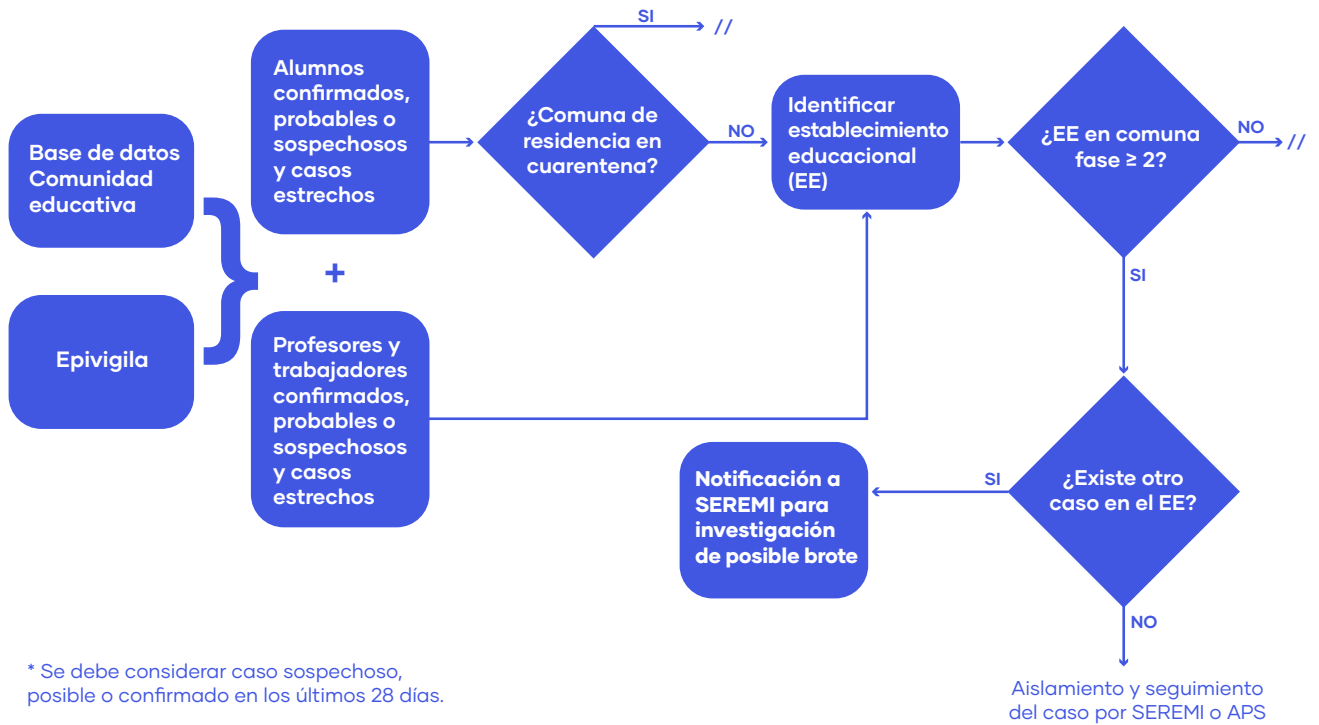 Base de datos
Comunidad
educativa
Epivigila
Alumnos
confirmados,
probables o
sospechosos
y casos
estrechos
+
Profesores y
trabajadores
confirmados,
probables o
sospechosos
y casos
estrechos
¿Comuna de
residencia en
cuarentena?
SI
//
NO
Identificar
establecimiento
educacional
(EE)
¿EE en comuna
fase ≥ 2?
NO
//
SI
¿Existe otro
caso en el EE?
SI
Notificación a
SEREMI para
investigación
de posible brote
NO
Aislamiento y seguimiento
del caso por SEREMI o APS
* Se debe considerar caso sospechoso,
posible o confirmado en los últimos 28 días.